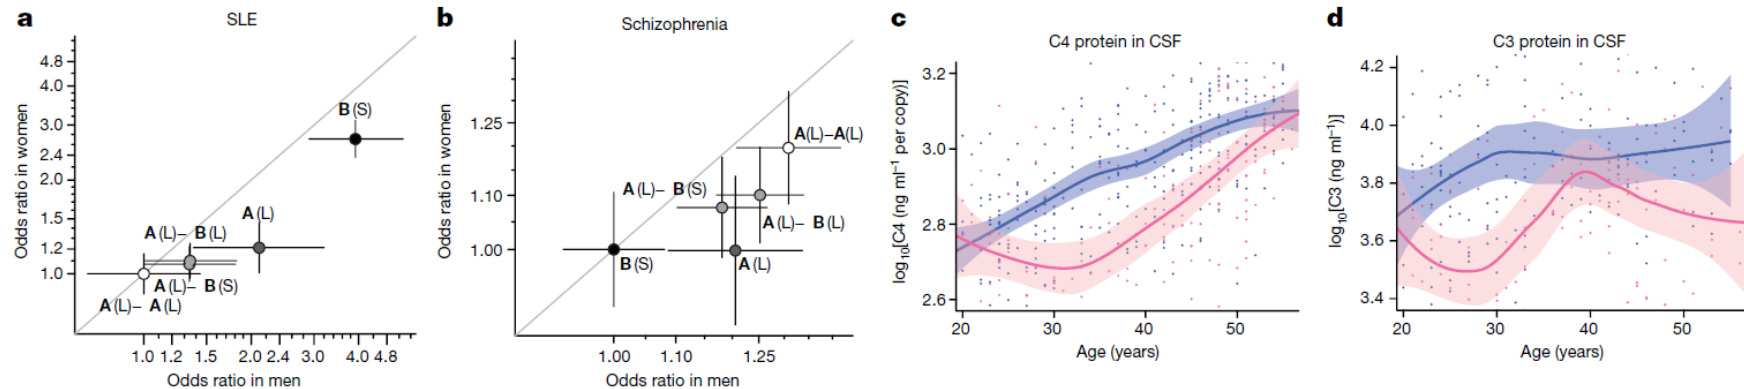 a
SLE
Odds ratio in women
4.8
4.0
3.0
2.4
2.0
1.5
1.2
1.0
B (S)
A (L)
A (L)– B (L)
A (L)– B (S)
A (L)– A (L)
1.0 1.2 1.5 2.0 2.4 3.0 4.0 4.8
Odds ratio in men
b
Schizophrenia
Odds ratio in women
1.25
1.10
1.00
A (L)–A (L)
A (L)– B (S)
A (L)– B (L)
B (S)
A (L)
1.00 1.10 1.25
Odds ratio in men
c
C4 protein in CSF
log10[C4 (ng ml–1 per copy)]
3.2
3.0
2.8
2.6
20 30 40 50
Age (years)
d
C3 protein in CSF
log10[C3 (ng ml–1)]
4.2
4.0
3.8
3.6
3.4
20 30 40 50
Age (years)